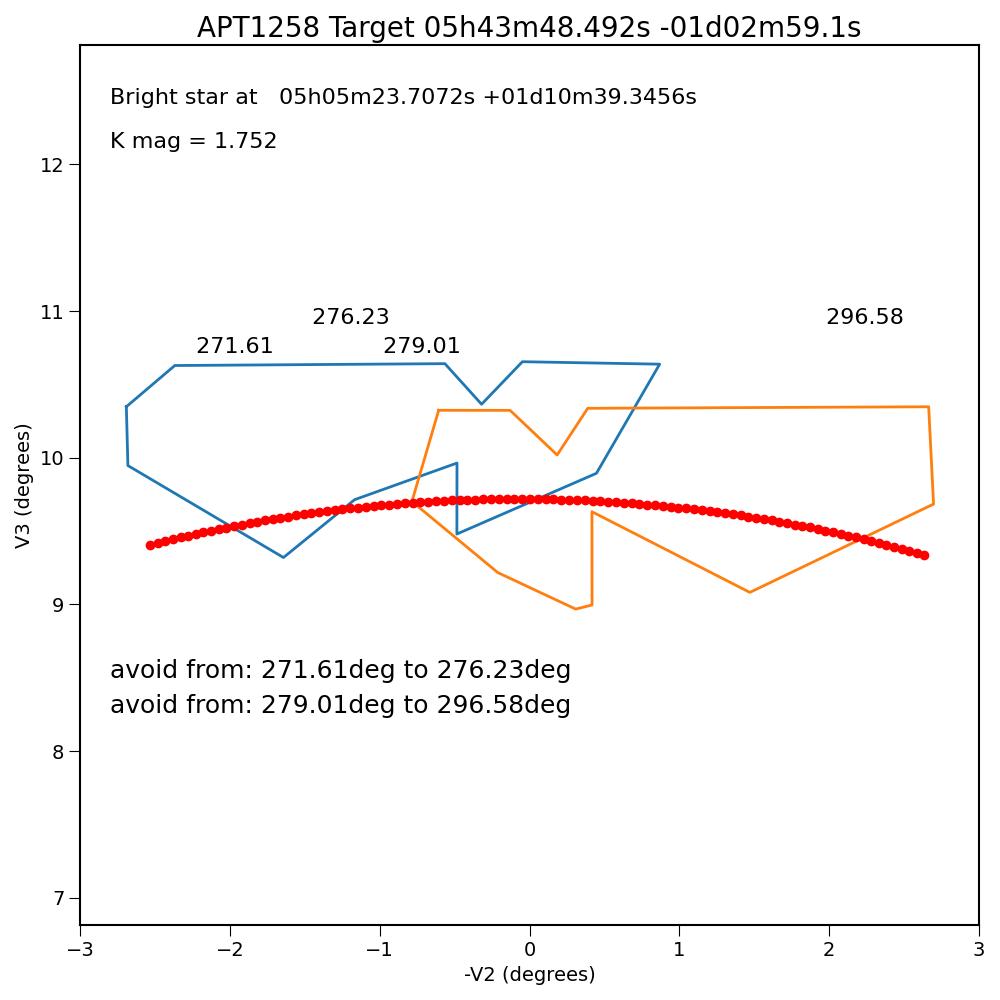 APT1258 Target 05h43m48.492s -01d02m59.1s
Bright star at   05h05m23.7072s +01d10m39.3456s
K mag = 1.752
12
11
10
9
8
7
V3 (degrees)
276.23
296.58
271.61
279.01
avoid from: 271.61deg to 276.23deg
avoid from: 279.01deg to 296.58deg
−3 −2 −1 0 1 2 3
-V2 (degrees)